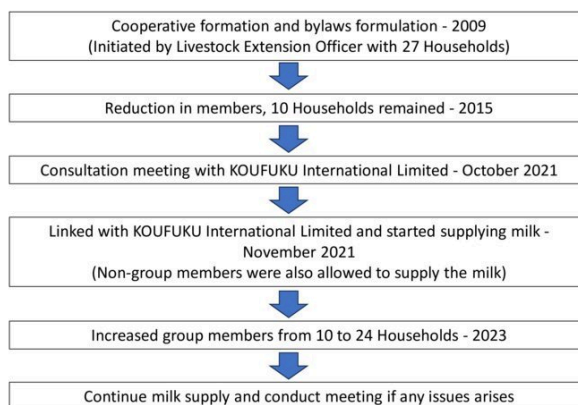 Cooperative formation and bylaws formulation - 2009
(Initiated by Livestock Extension Officer with 27 Households)
Reduction in members, 10 Households remained - 2015
Consultation meeting with KOUFUKU International Limited - October 2021
Linked with KOUFUKU International Limited and started supplying milk -
November 2021
(Non-group members were also allowed to supply the milk)
Increased group members from 10 to 24 Households - 2023
Continue milk supply and conduct meeting if any issues arises